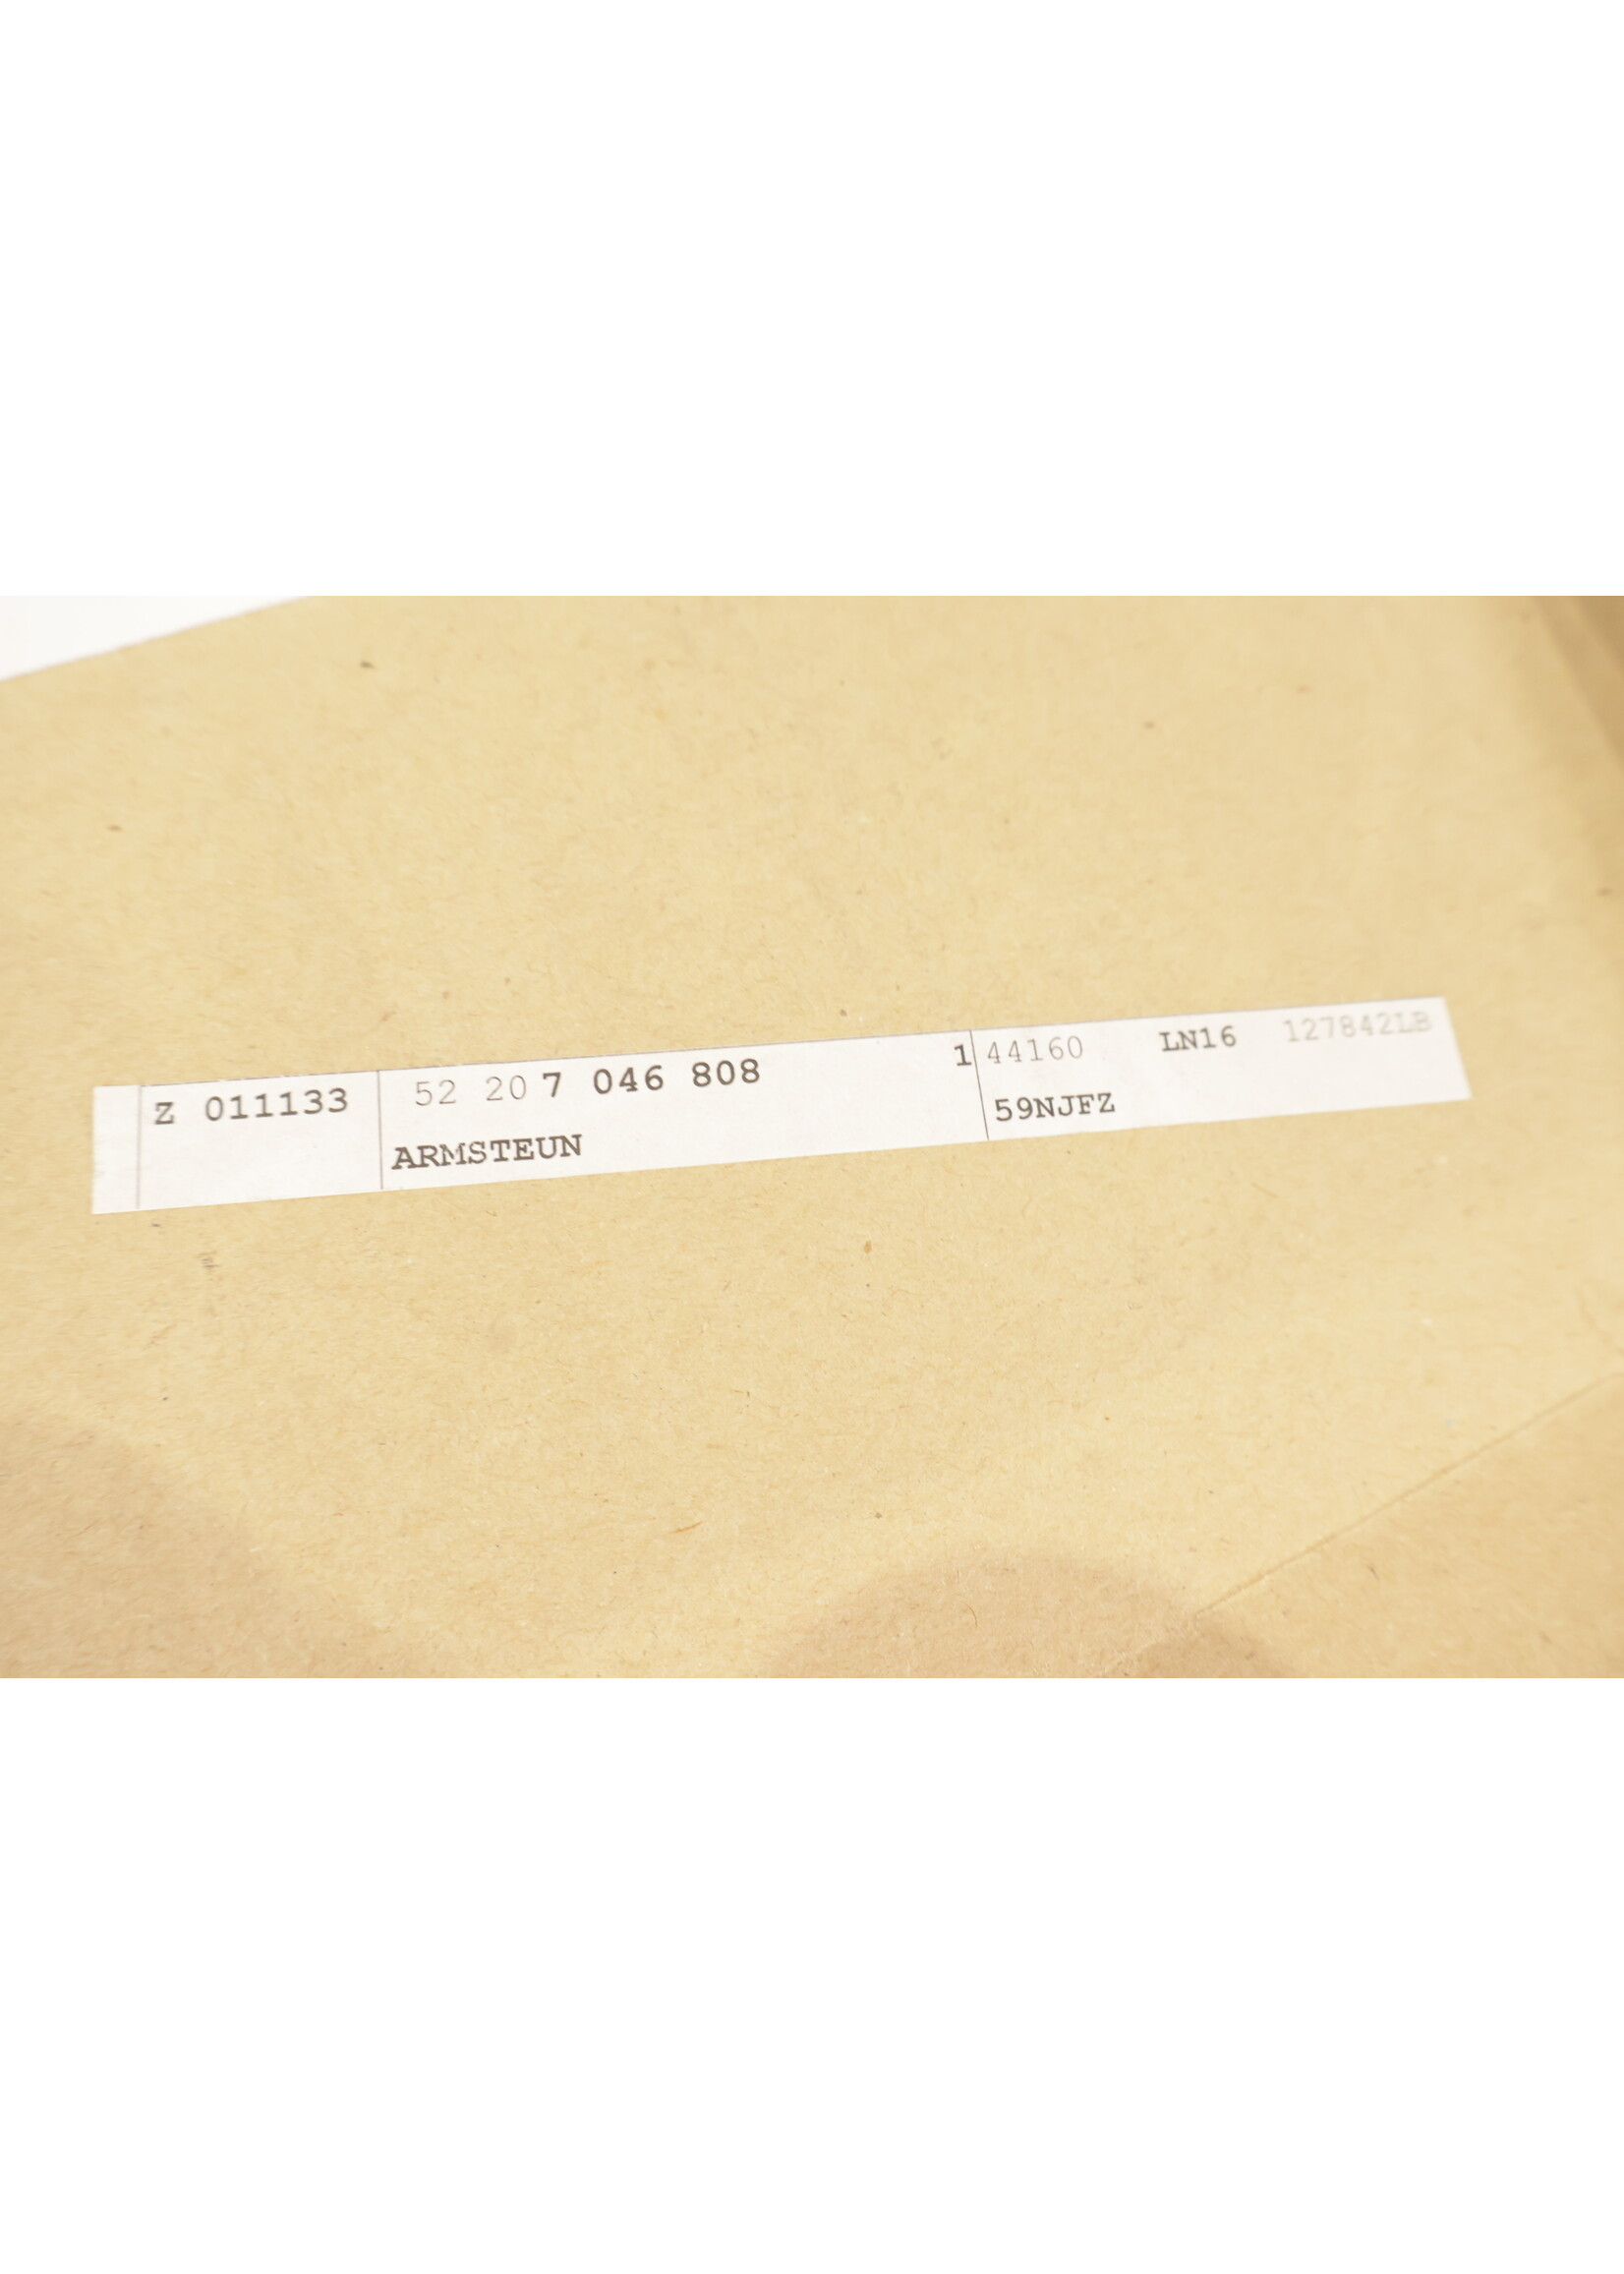 Z 011133 52 20 7 046 808 1 44160 LN16 127842LB
ARMSTEUN 59NJFZ